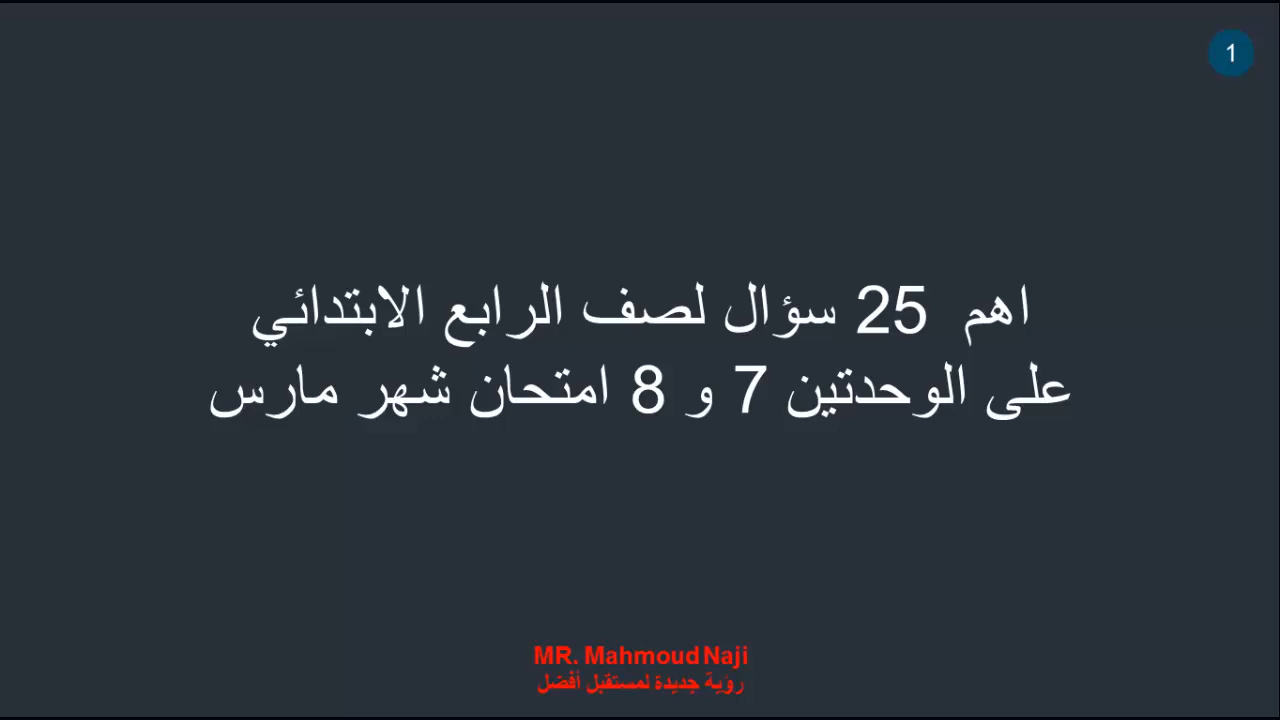 1
اهم 25 سؤال لصف الرابع الابتدائي
على الوحدتين 7 و 8 امتحان شهر مارس
MR. Mahmoud Naji
رؤية جديدة لمستقبل أفضل